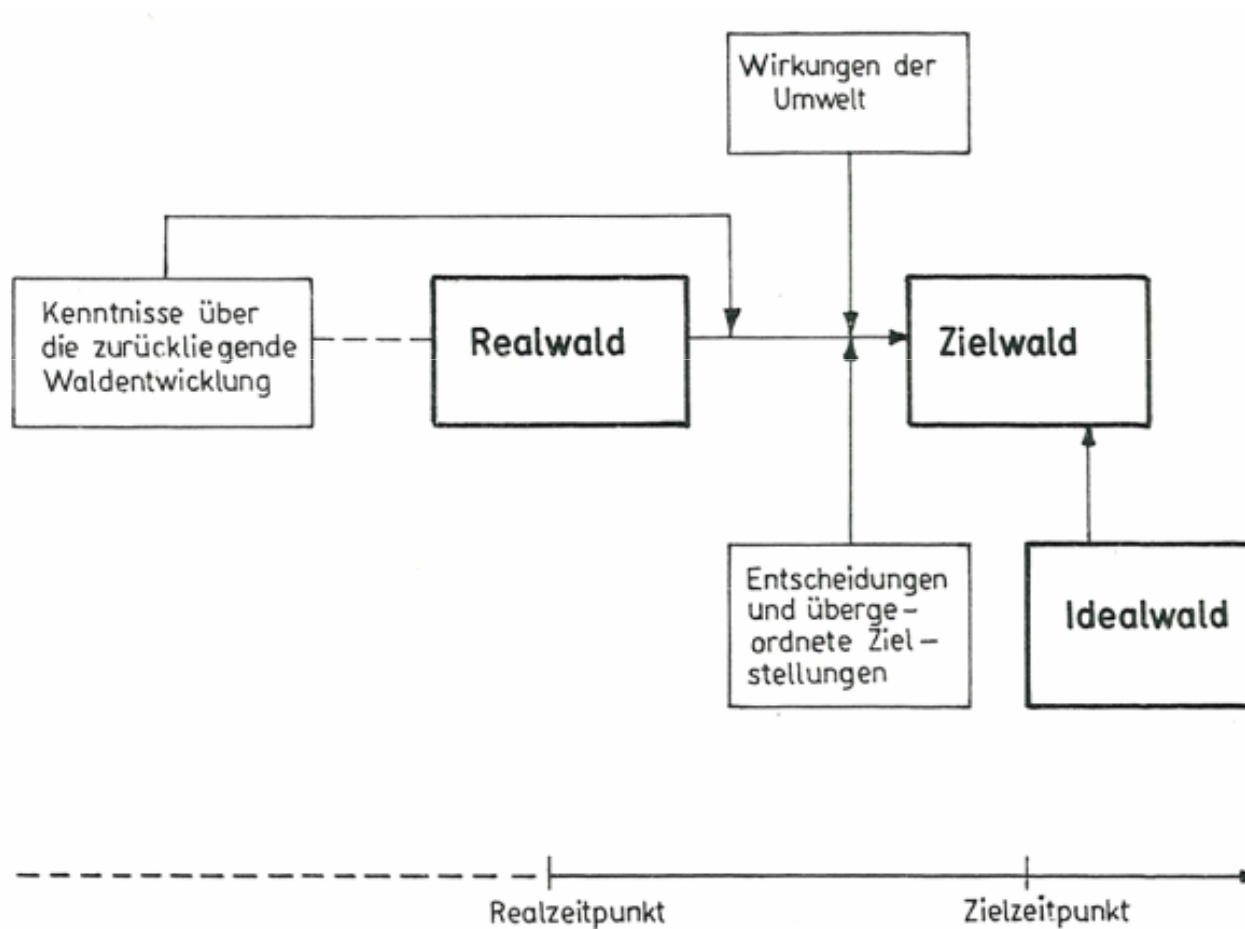 Wirkungen der
Umwelt
Kenntnisse über
die zurückliegende
Waldentwicklung
Realwald
Zielwald
Entscheidungen
und überge-
ordnete Ziel-
stellungen
Idealwald
Realzeitpunkt
Zielzeitpunkt